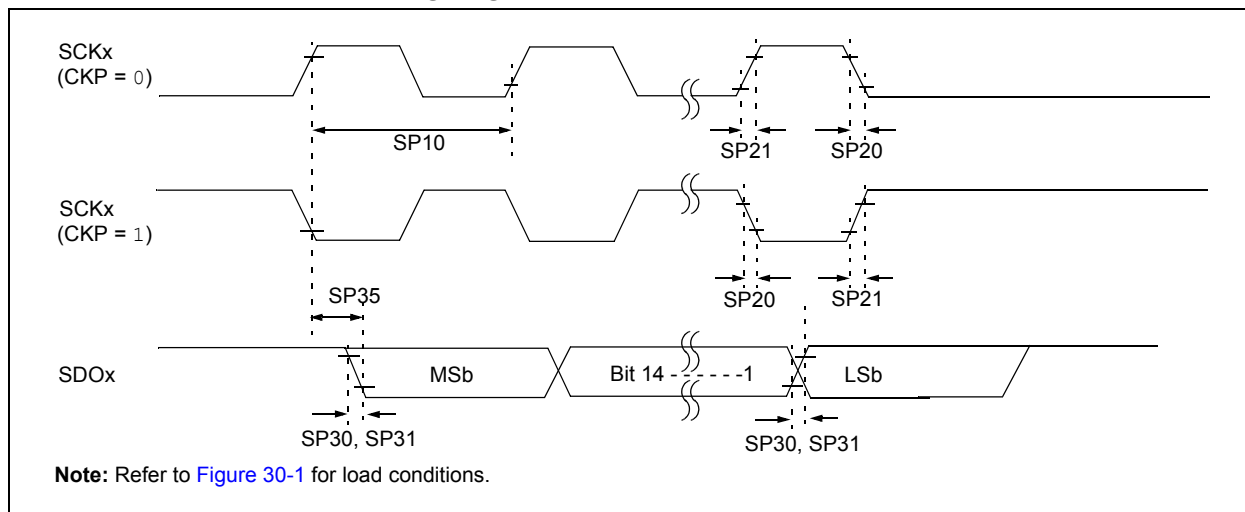 SCKx
(CKP = 0)
SP10
SP21
SP20
SCKx
(CKP = 1)
SP35
SP20
SP21
SDOx
MSb
Bit 14 - - - - - -1
LSb
SP30, SP31
SP30, SP31
Note: Refer to Figure 30-1 for load conditions.